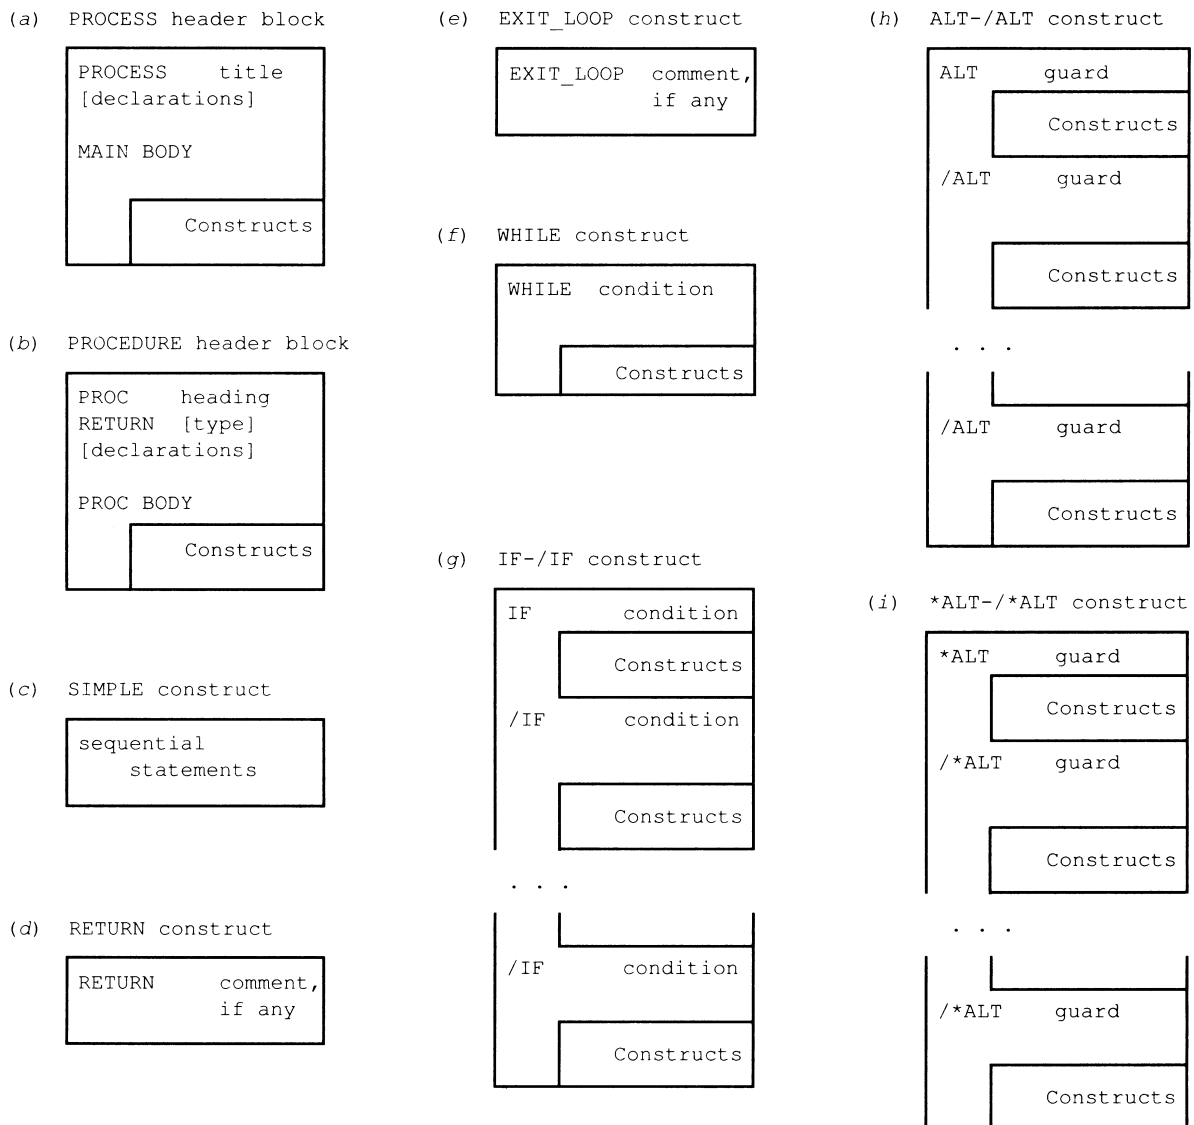 (a) PROCESS header block
PROCESS title
[declarations]
MAIN BODY
Constructs
(b) PROCEDURE header block
PROC heading
RETURN [type]
[declarations]
PROC BODY
Constructs
(c) SIMPLE construct
sequential
statements
(d) RETURN construct
RETURN comment,
if any
(e) EXIT_LOOP construct
EXIT_LOOP comment,
if any
(f) WHILE construct
WHILE condition
Constructs
(g) IF-/IF construct
IF condition
Constructs
/IF condition
Constructs
. . .
/IF condition
Constructs
(h) ALT-/ALT construct
ALT guard
Constructs
/ALT guard
Constructs
. . .
/ALT guard
Constructs
(i) *ALT-/*ALT construct
*ALT guard
Constructs
/*ALT guard
Constructs
. . .
/*ALT guard
Constructs